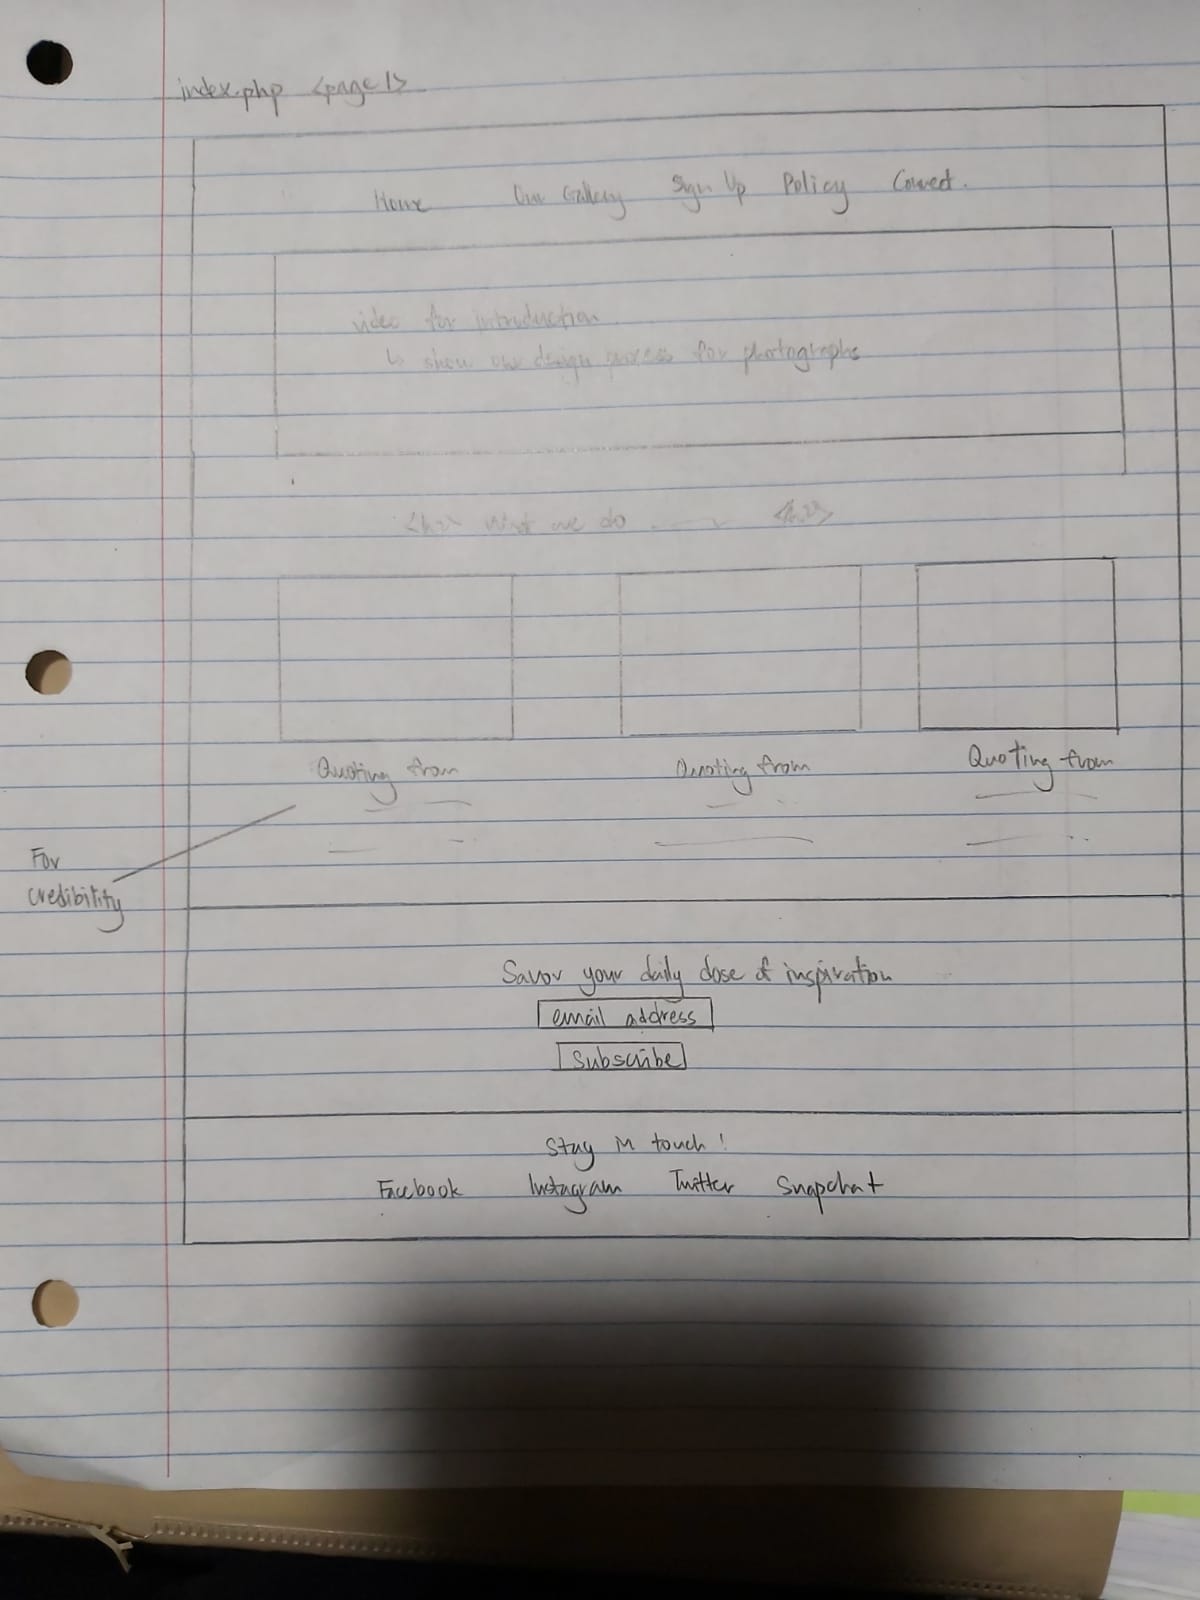 index.php <page 1>
Home Our Gallery Sign Up Policy Connect.
video for introduction
↳ show our design process for photographs
<h2> What we do <h2>
Quoting from Quoting from Quoting from
For
credibility
Savor your daily dose of inspiration
email address
Subscribe
Stay in touch!
Facebook Instagram Twitter Snapchat